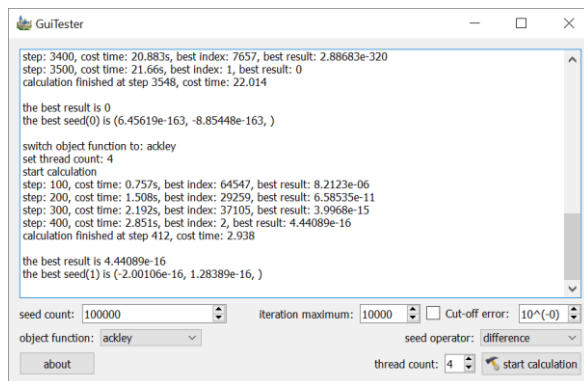 GuiTester
step: 3400, cost time: 20.883s, best index: 7657, best result: 2.88683e-320
step: 3500, cost time: 21.66s, best index: 1, best result: 0
calculation finished at step 3548, cost time: 22.014
the best result is 0
the best seed(0) is (6.45619e-163, -8.85448e-163, )
switch object function to: ackley
set thread count: 4
start calculation
step: 100, cost time: 0.757s, best index: 64547, best result: 8.2123e-06
step: 200, cost time: 1.508s, best index: 29259, best result: 6.58535e-11
step: 300, cost time: 2.192s, best index: 37105, best result: 3.9968e-15
step: 400, cost time: 2.851s, best index: 2, best result: 4.44089e-16
calculation finished at step 412, cost time: 2.938
the best result is 4.44089e-16
the best seed(1) is (-2.00106e-16, 1.28389e-16, )
seed count: 100000 iteration maximum: 10000 Cut-off error: 10^(-0)
object function: ackley seed operator: difference
about thread count: 4 start calculation